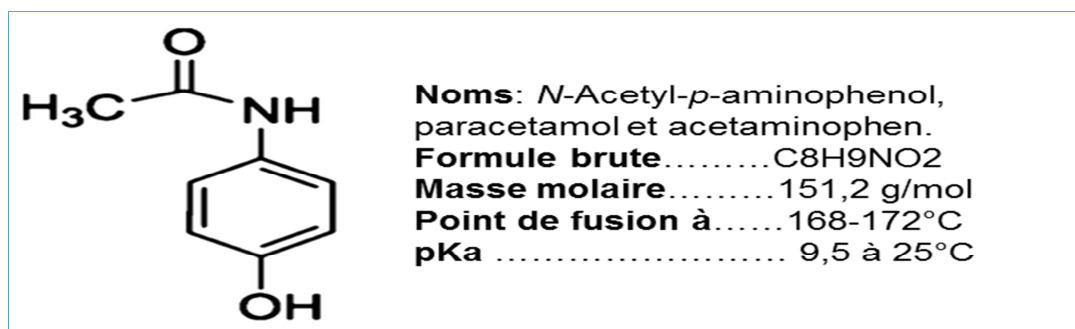 O
H3C
NH
OH
Noms: N-Acetyl-p-aminophenol,
paracetamol et acetaminophen.
Formule brute.........C8H9NO2
Masse molaire.........151,2 g/mol
Point de fusion à......168-172°C
pKa ........................ 9,5 à 25°C